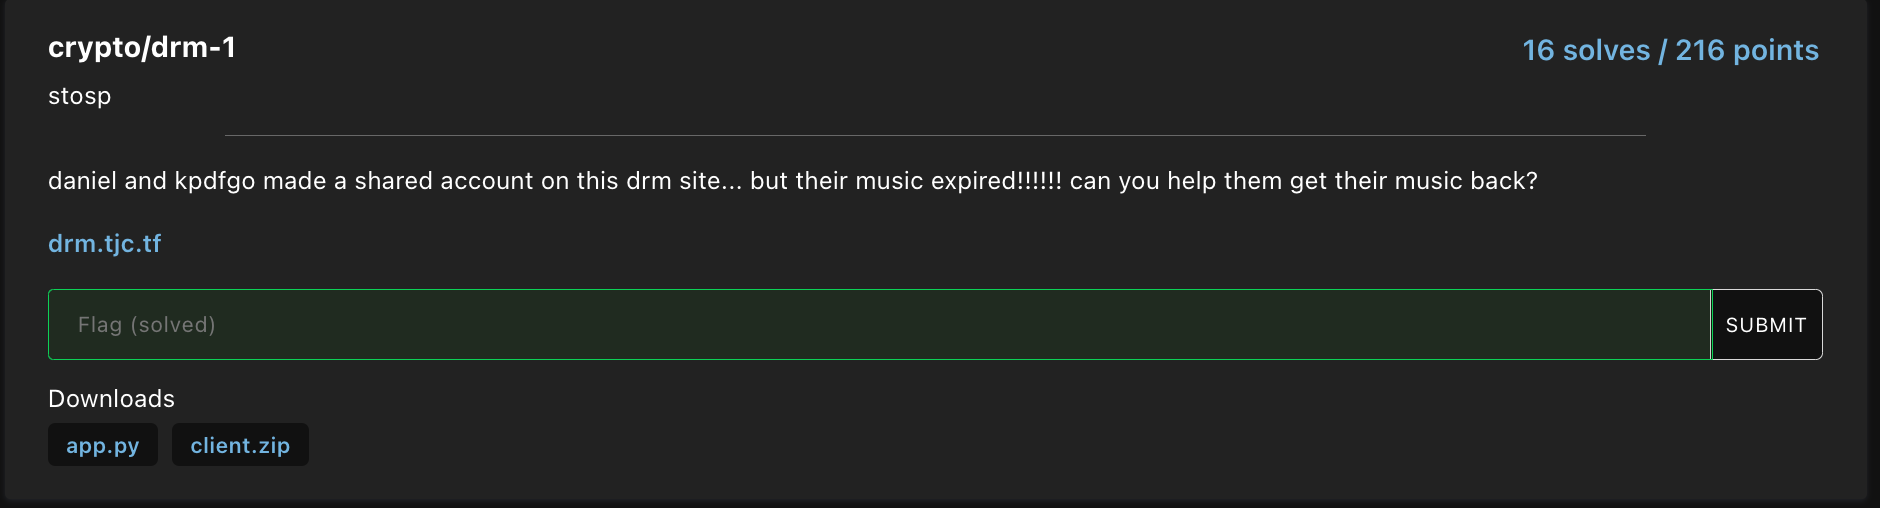 crypto/drm-1
16 solves / 216 points
stosp
daniel and kpdfgo made a shared account on this drm site... but their music expired!!!!!! can you help them get their music back?
drm.tjc.tf
Flag (solved)
SUBMIT
Downloads
app.py
client.zip